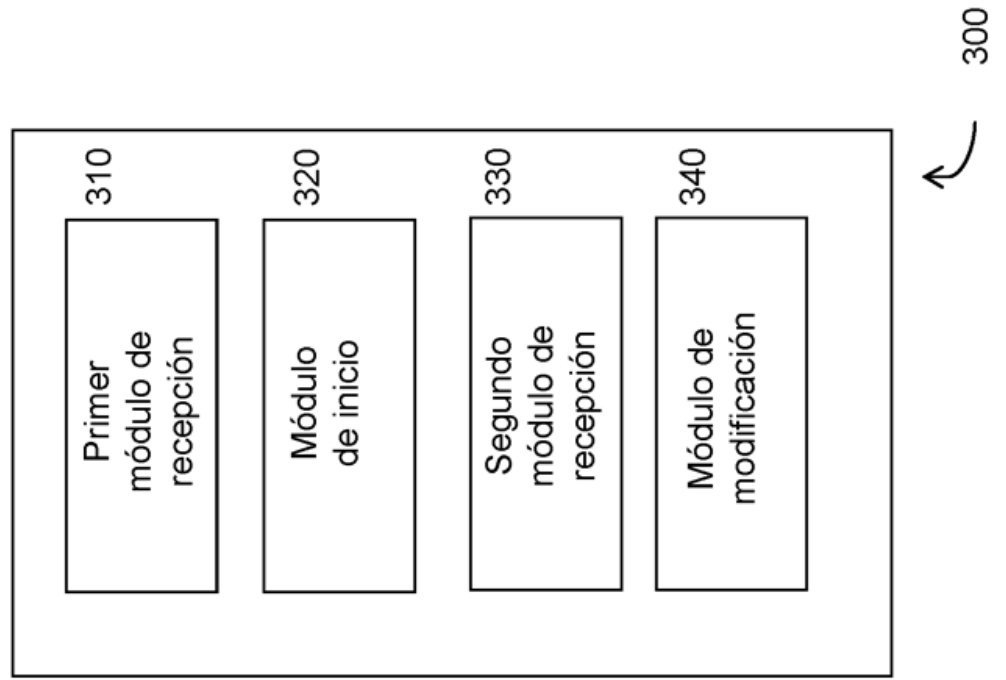 310
Primer
módulo de
recepción
320
Módulo
de inicio
330
Segundo
módulo de
recepción
340
Módulo de
modificación
300